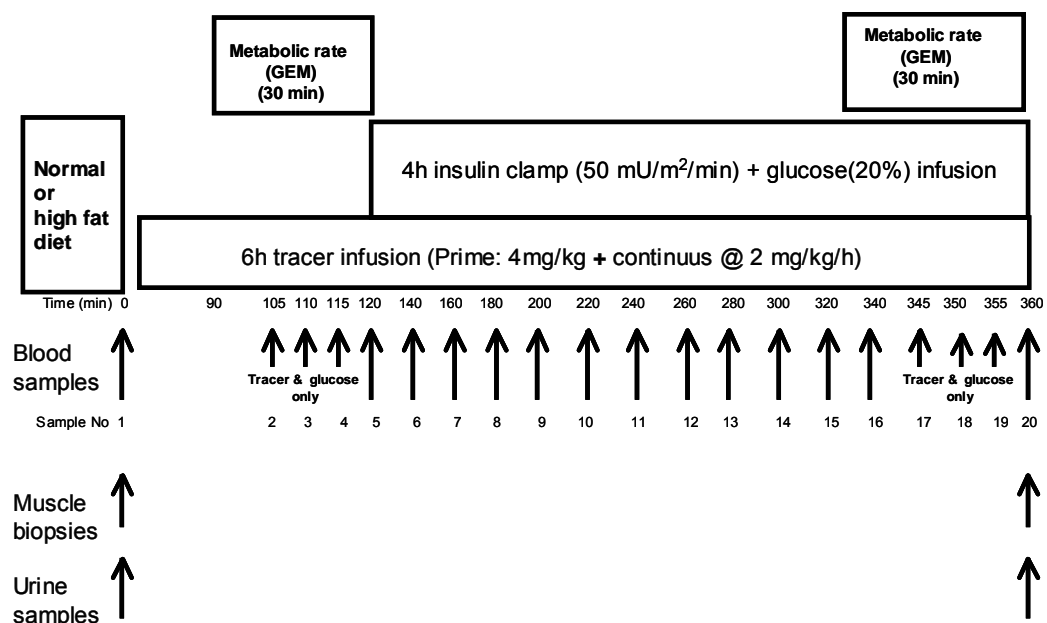 Metabolic rate
(GEM)
(30 min)
Metabolic rate
(GEM)
(30 min)
Normal
or
high fat
diet
4h insulin clamp (50 mU/m²/min) + glucose(20%) infusion
6h tracer infusion (Prime: 4mg/kg + continuus @ 2 mg/kg/h)
Time (min) 0 90 105 110 115 120 140 160 180 200 220 240 260 280 300 320 340 345 350 355 360
Blood
samples
Tracer & glucose
only
Tracer & glucose
only
Sample No 1 2 3 4 5 6 7 8 9 10 11 12 13 14 15 16 17 18 19 20
Muscle
biopsies
Urine
samples